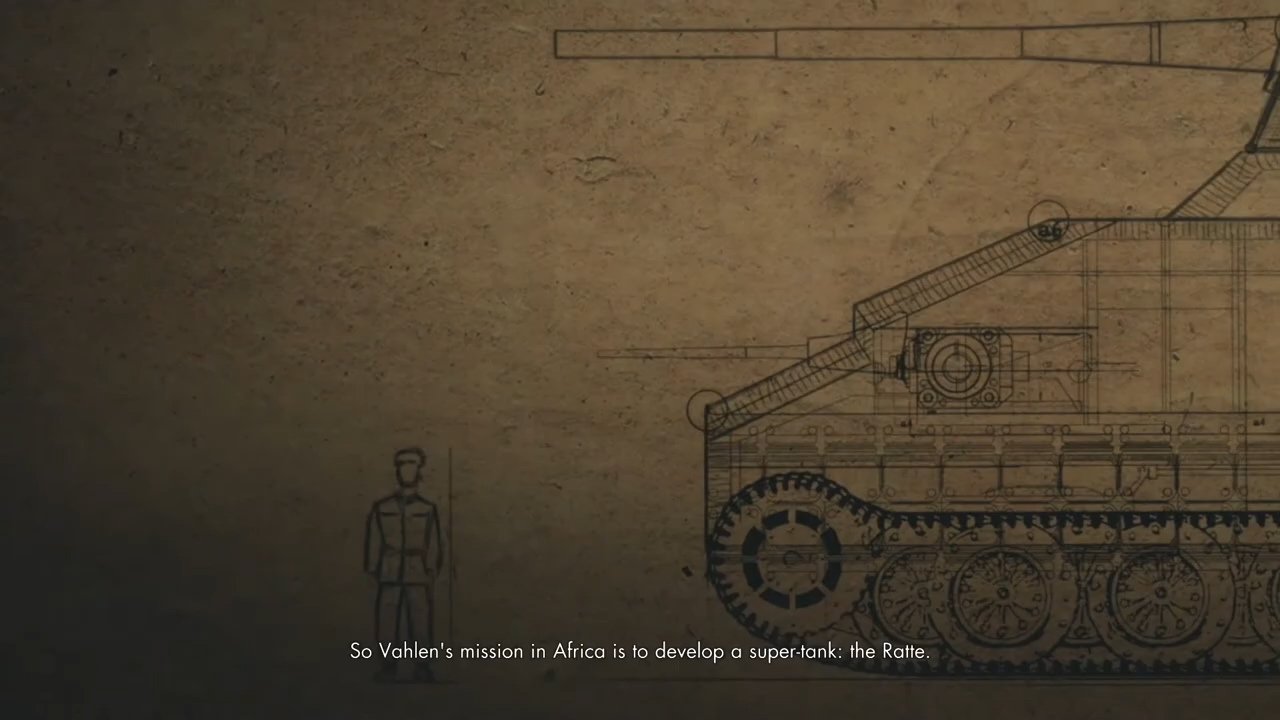 So Vahlen's mission in Africa is to develop a super-tank: the Ratte.